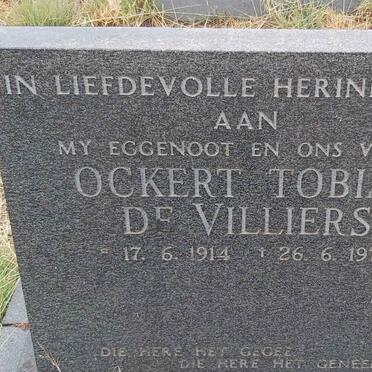 IN LIEFDEVOLLE HERIN
AAN
MY EGGENOOT EN ONS V
OCKERT TOBI
DE VILLIERS
* 17. 6. 1914 † 26. 6. 19
DIE HERE HET GEGEE
DIE HERE HET GENEE